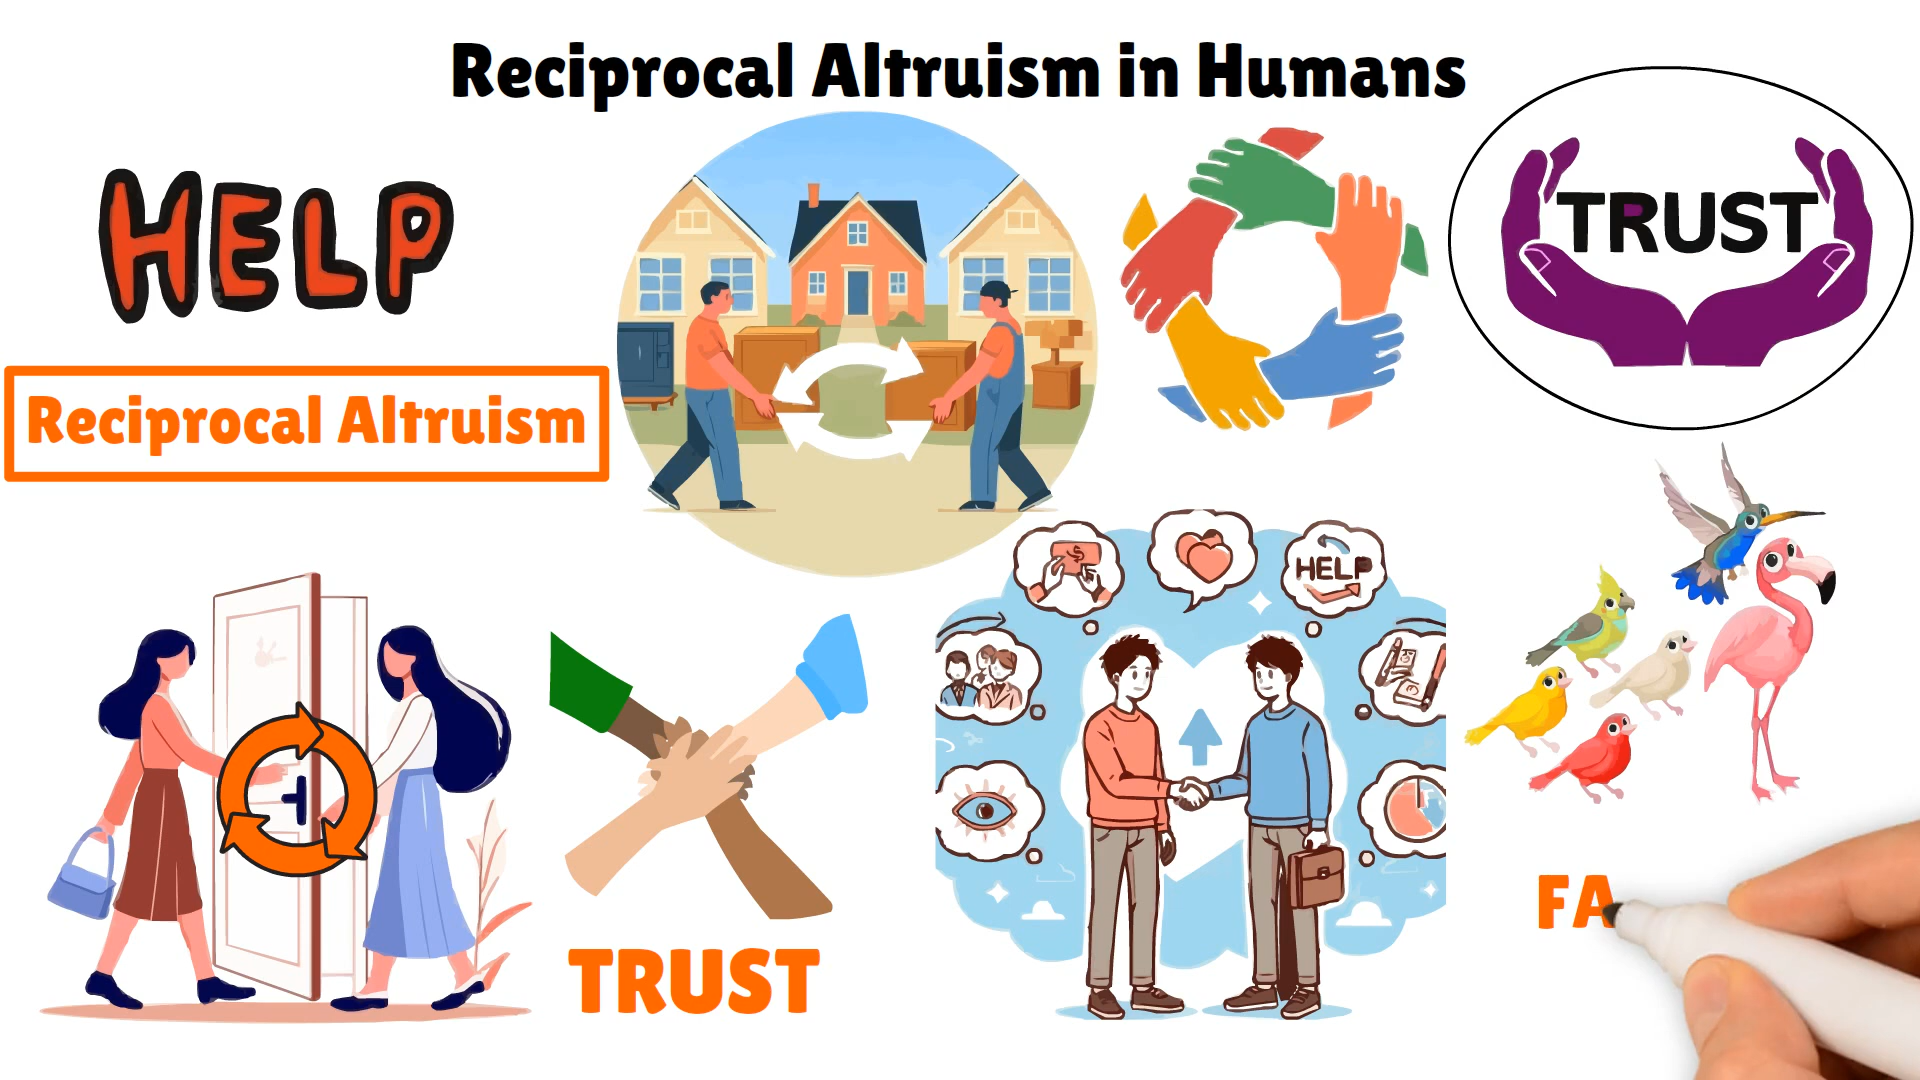 Reciprocal Altruism in Humans
HELP
TRUST
Reciprocal Altruism
HELP
TRUST
FA